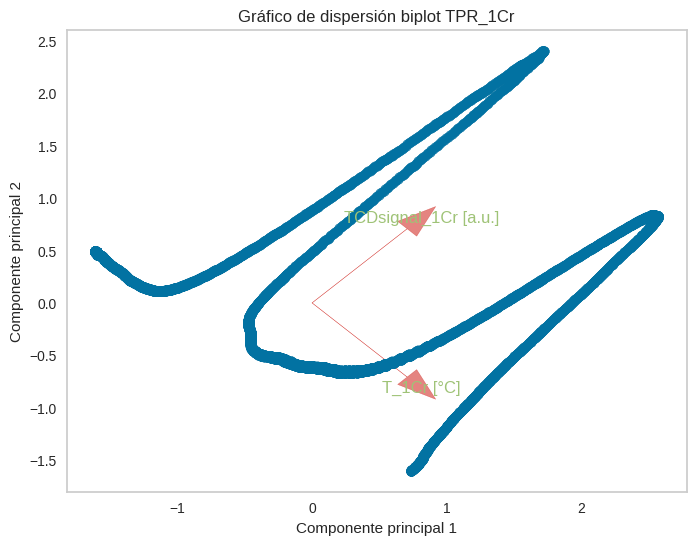 Gráfico de dispersión biplot TPR_1Cr
2.5
2.0
1.5
1.0
0.5
0.0
−0.5
−1.0
−1.5
Componente principal 2
TCDsignal_1Cr [a.u.]
T_1Cr [°C]
−1
0
1
2
Componente principal 1